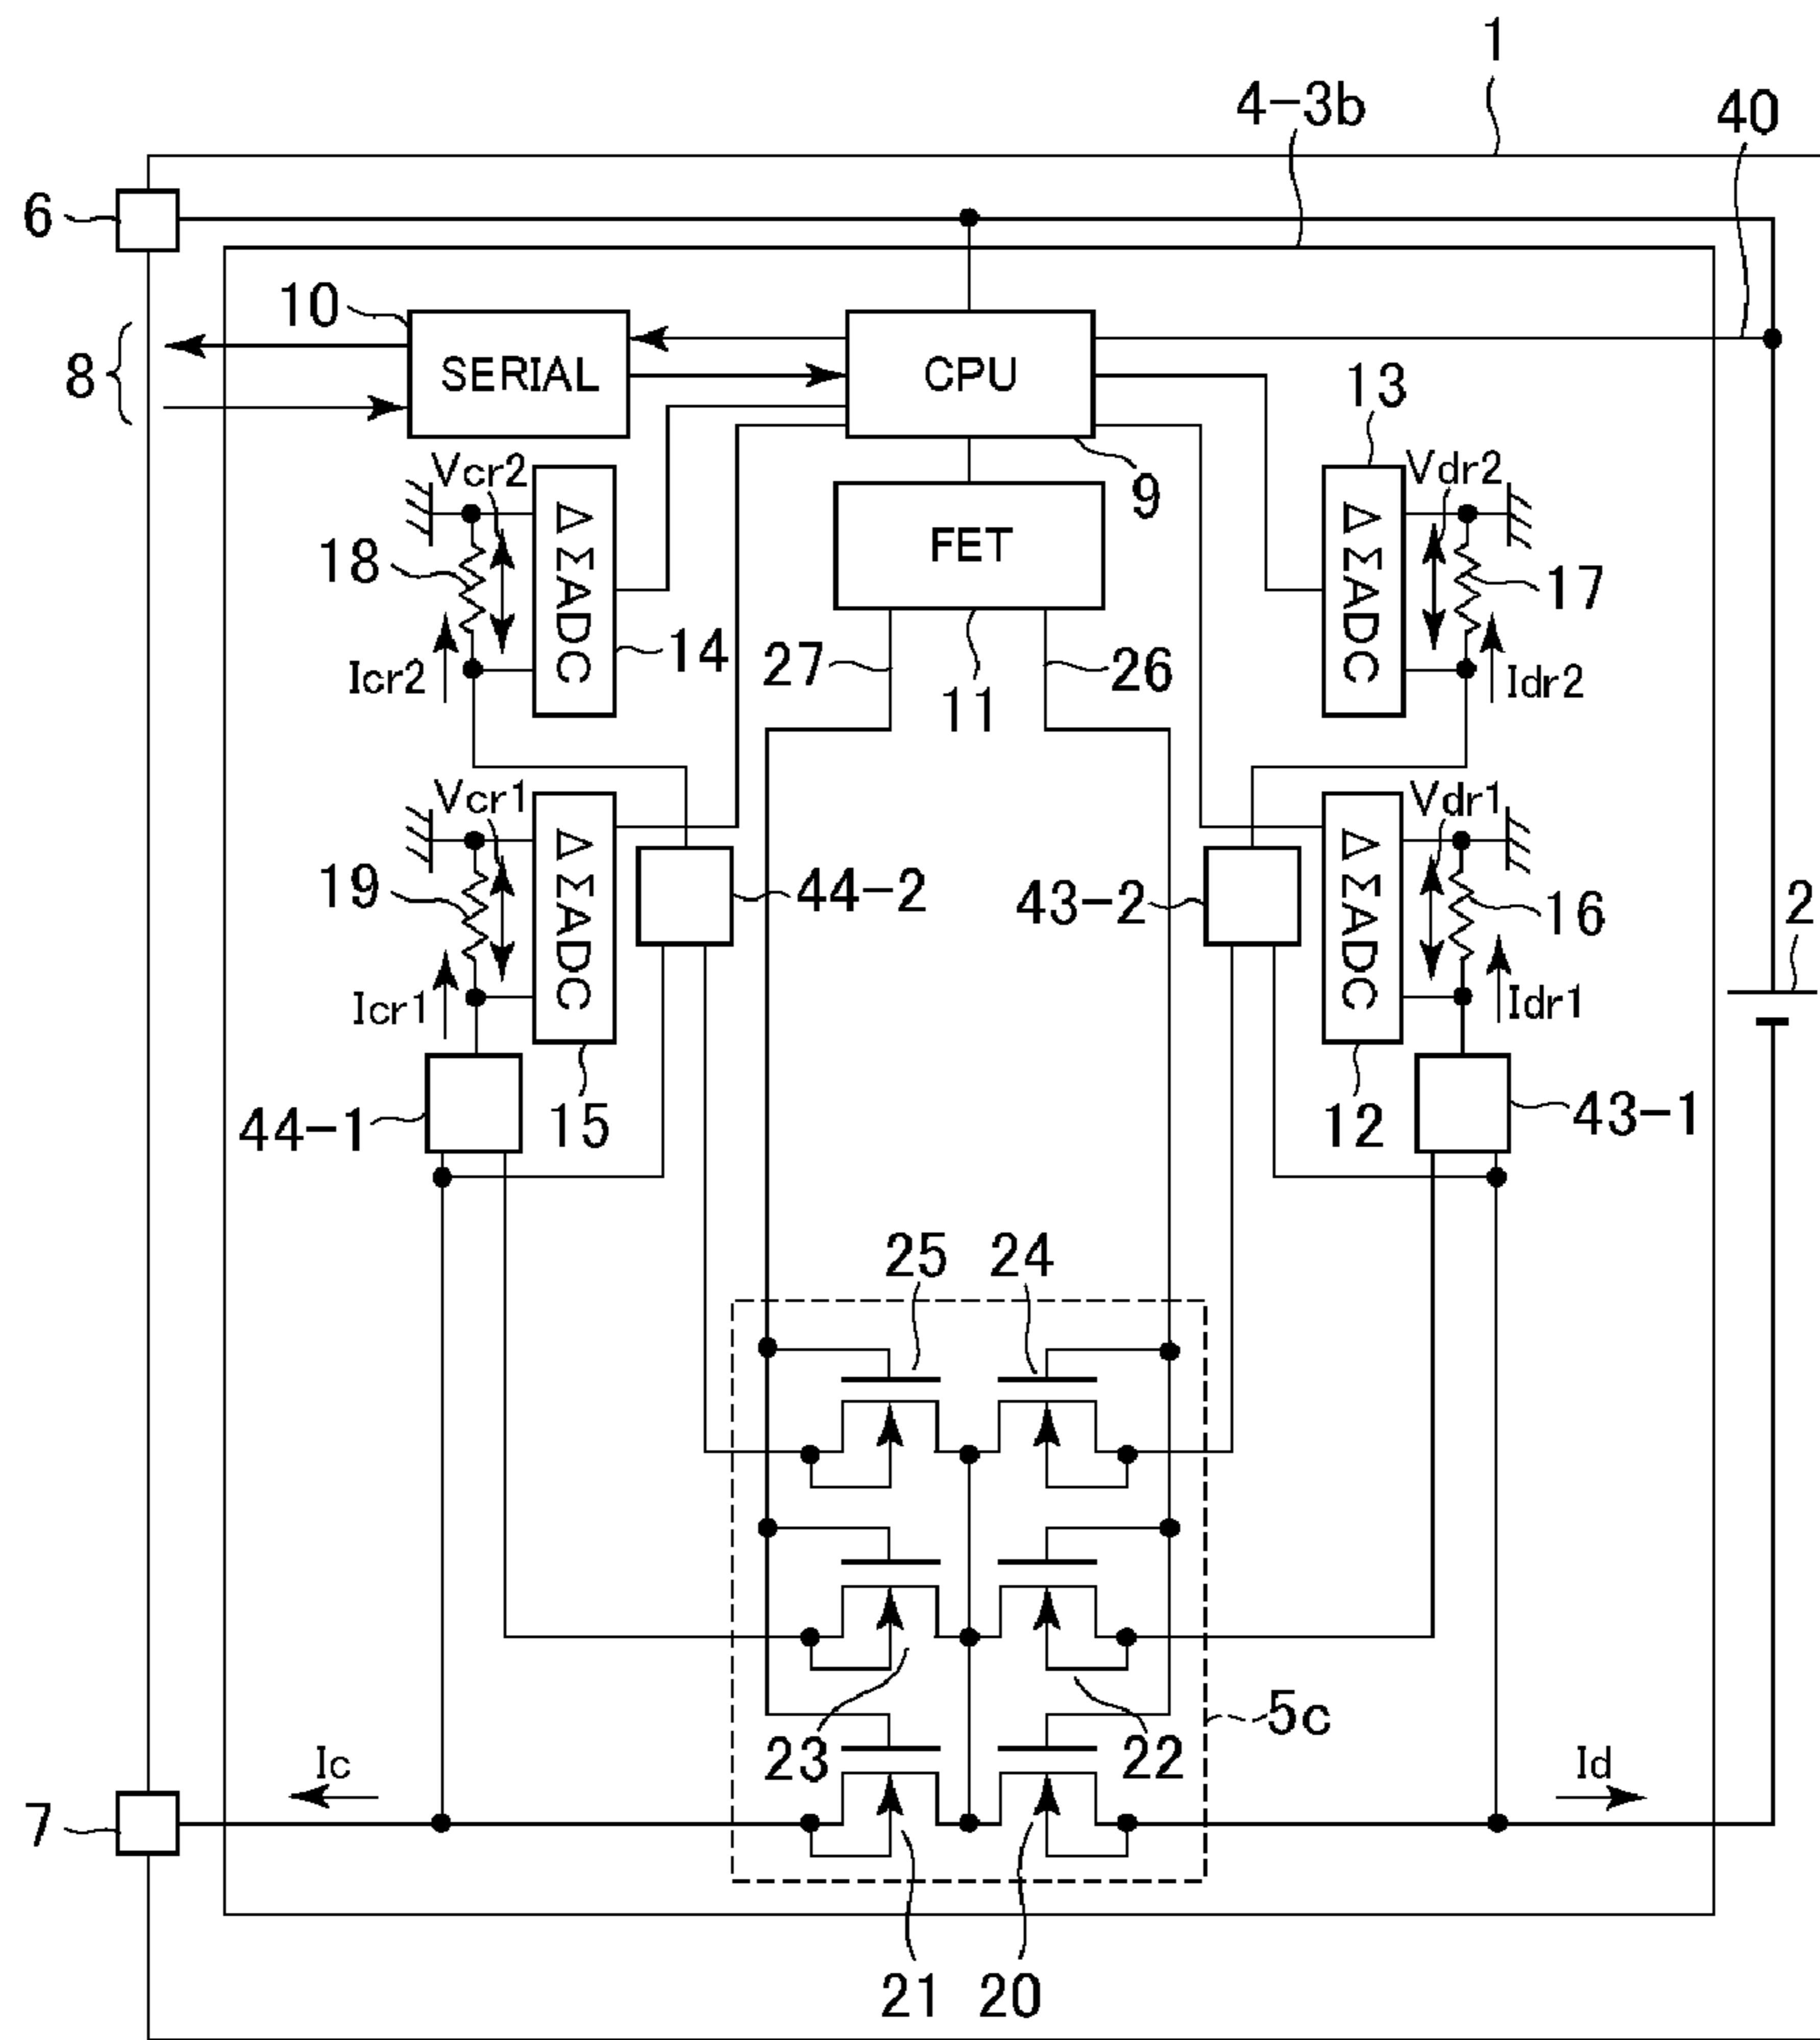 1
4-3b
40
6
10
8
SERIAL
CPU
13
Vcr2
Vdr2
9
FET
ΔΣADC
ΔΣADC
18
17
14
27
26
Icr2
11
Idr2
Vcr1
Vdr1
ΔΣADC
ΔΣADC
19
44-2
43-2
16
2
Icr1
Idr1
44-1
15
12
43-1
25
24
5c
23
22
Ic
Id
7
21
20